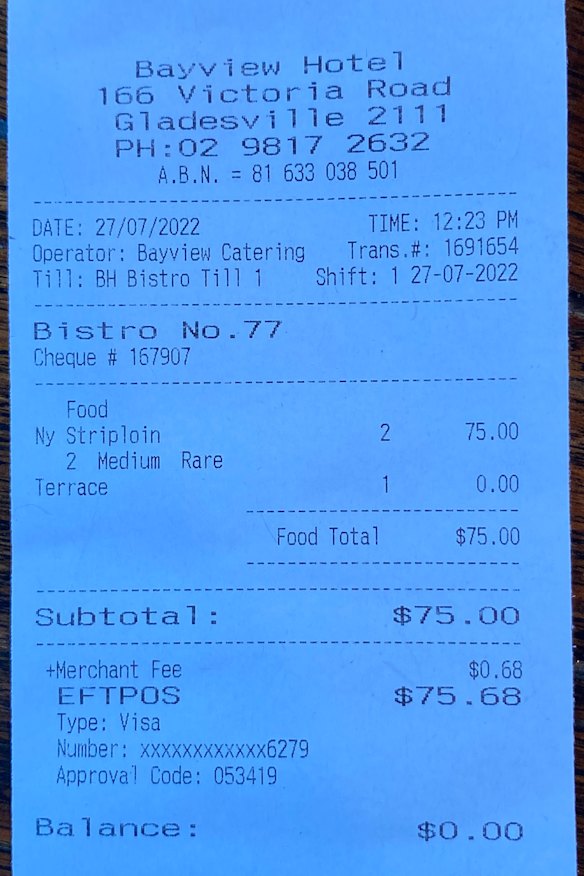 Bayview Hotel
166 Victoria Road
Gladesville 2111
PH:02 9817 2632
A.B.N. = 81 633 038 501
DATE: 27/07/2022 TIME: 12:23 PM
Operator: Bayview Catering Trans.#: 1691654
Till: BH Bistro Till 1 Shift: 1 27-07-2022
Bistro No.77
Cheque # 167907
Food
Ny Striploin 2 75.00
2 Medium Rare
Terrace 1 0.00
Food Total $75.00
Subtotal: $75.00
+Merchant Fee $0.68
EFTPOS $75.68
Type: Visa
Number: xxxxxxxxxxxx6279
Approval Code: 053419
Balance: $0.00